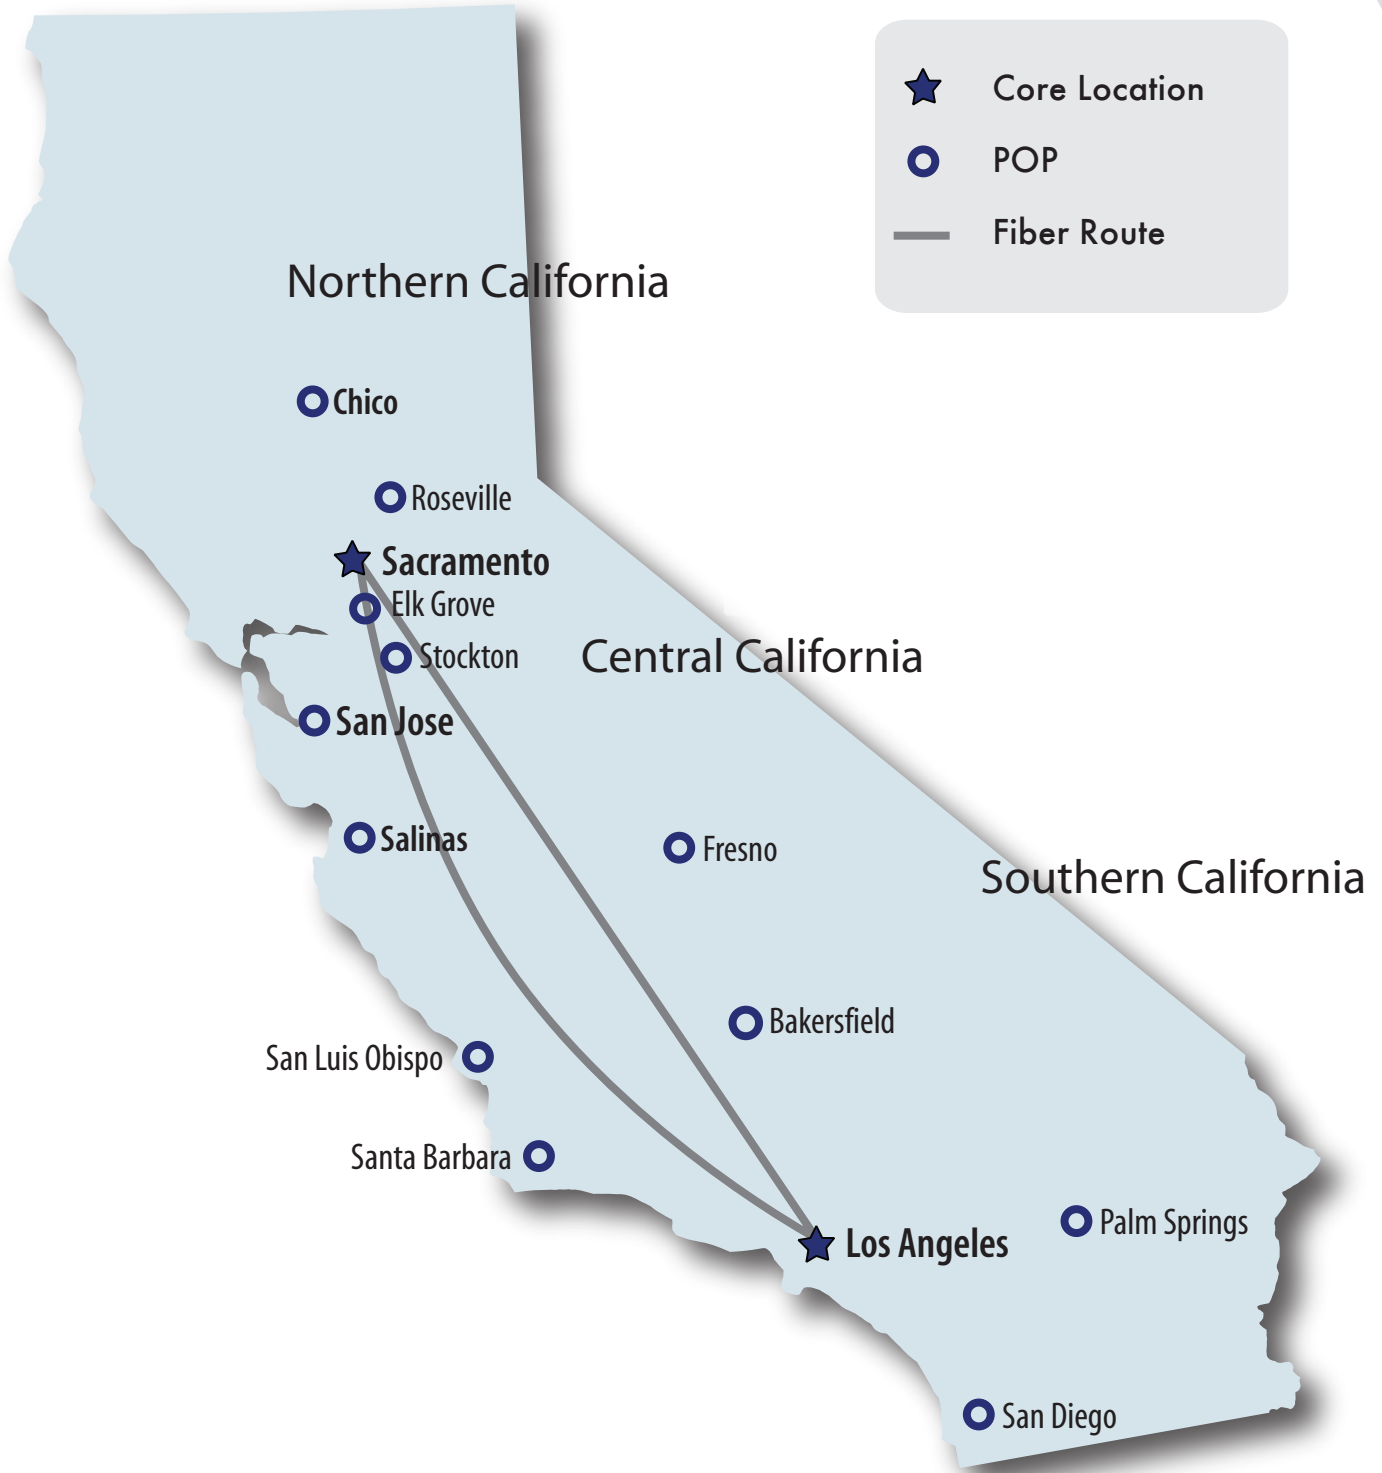 Core Location
POP
Fiber Route
Northern California
Chico
Roseville
Sacramento
Elk Grove
Stockton
Central California
San Jose
Salinas
Fresno
Southern California
Bakersfield
San Luis Obispo
Santa Barbara
Palm Springs
Los Angeles
San Diego